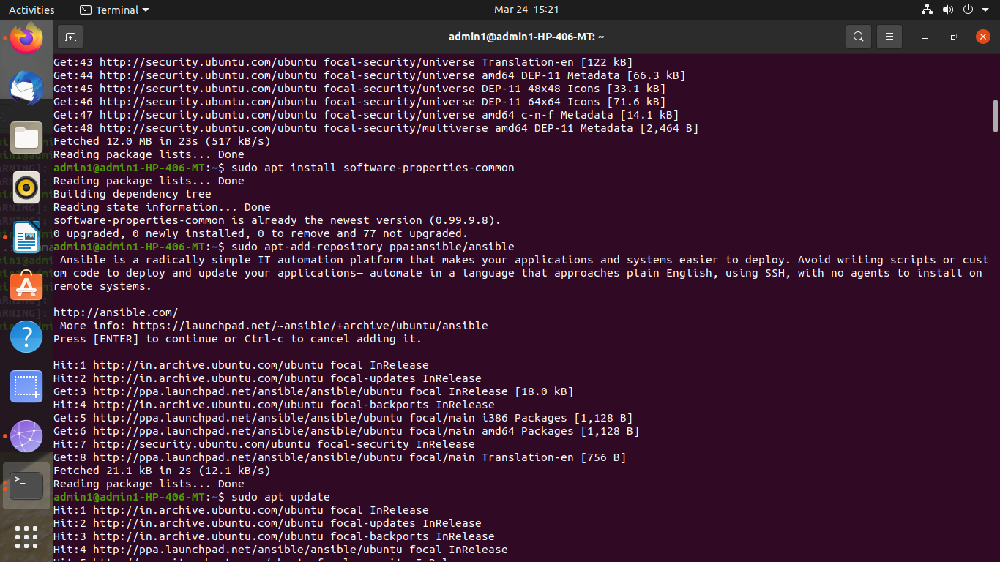 Activities
Terminal
Mar 24 15:21
admin1@admin1-HP-406-MT: ~
Get:43 http://security.ubuntu.com/ubuntu focal-security/universe Translation-en [122 kB]
Get:44 http://security.ubuntu.com/ubuntu focal-security/universe amd64 DEP-11 Metadata [66.3 kB]
Get:45 http://security.ubuntu.com/ubuntu focal-security/universe DEP-11 48x48 Icons [33.1 kB]
Get:46 http://security.ubuntu.com/ubuntu focal-security/universe DEP-11 64x64 Icons [71.6 kB]
Get:47 http://security.ubuntu.com/ubuntu focal-security/universe amd64 c-n-f Metadata [14.1 kB]
Get:48 http://security.ubuntu.com/ubuntu focal-security/multiverse amd64 DEP-11 Metadata [2,464 B]
Fetched 12.0 MB in 23s (517 kB/s)
Reading package lists... Done
admin1@admin1-HP-406-MT:~$ sudo apt install software-properties-common
Reading package lists... Done
Building dependency tree
Reading state information... Done
software-properties-common is already the newest version (0.99.9.8).
0 upgraded, 0 newly installed, 0 to remove and 77 not upgraded.
admin1@admin1-HP-406-MT:~$ sudo apt-add-repository ppa:ansible/ansible
 Ansible is a radically simple IT automation platform that makes your applications and systems easier to deploy. Avoid writing scripts or cust
om code to deploy and update your applications— automate in a language that approaches plain English, using SSH, with no agents to install on
remote systems.
http://ansible.com/
 More info: https://launchpad.net/~ansible/+archive/ubuntu/ansible
Press [ENTER] to continue or Ctrl-c to cancel adding it.
Hit:1 http://in.archive.ubuntu.com/ubuntu focal InRelease
Hit:2 http://in.archive.ubuntu.com/ubuntu focal-updates InRelease
Get:3 http://ppa.launchpad.net/ansible/ansible/ubuntu focal InRelease [18.0 kB]
Hit:4 http://in.archive.ubuntu.com/ubuntu focal-backports InRelease
Get:5 http://ppa.launchpad.net/ansible/ansible/ubuntu focal/main i386 Packages [1,128 B]
Get:6 http://ppa.launchpad.net/ansible/ansible/ubuntu focal/main amd64 Packages [1,128 B]
Hit:7 http://security.ubuntu.com/ubuntu focal-security InRelease
Get:8 http://ppa.launchpad.net/ansible/ansible/ubuntu focal/main Translation-en [756 B]
Fetched 21.1 kB in 2s (12.1 kB/s)
Reading package lists... Done
admin1@admin1-HP-406-MT:~$ sudo apt update
Hit:1 http://in.archive.ubuntu.com/ubuntu focal InRelease
Hit:2 http://in.archive.ubuntu.com/ubuntu focal-updates InRelease
Hit:3 http://in.archive.ubuntu.com/ubuntu focal-backports InRelease
Hit:4 http://ppa.launchpad.net/ansible/ansible/ubuntu focal InRelease
Hit:5 http://security.ubuntu.com/ubuntu focal-security InRelease